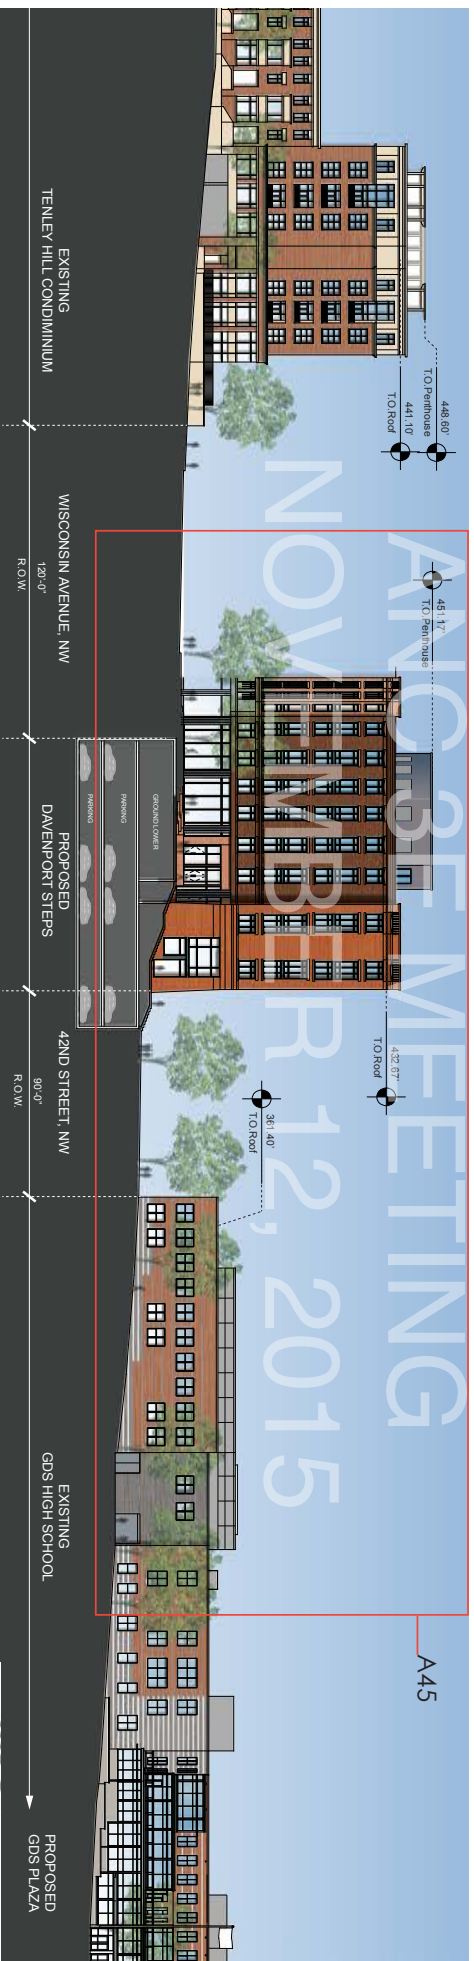 ANC 3E MEETING
NOVEMBER 12, 2015
448.60'
T.O.Penthouse
441.10'
T.O.Roof
451.17'
T.O.Penthouse
432.67'
T.O.Roof
361.40'
T.O.Roof
A45
GROUND LOWER
PARKING
PARKING
EXISTING
TENLEY HILL CONDIMINIUM
WISCONSIN AVENUE, NW
120'-0"
R.O.W.
PROPOSED
DAVENPORT STEPS
42ND STREET, NW
90'-0"
R.O.W.
EXISTING
GDS HIGH SCHOOL
PROPOSED
GDS PLAZA